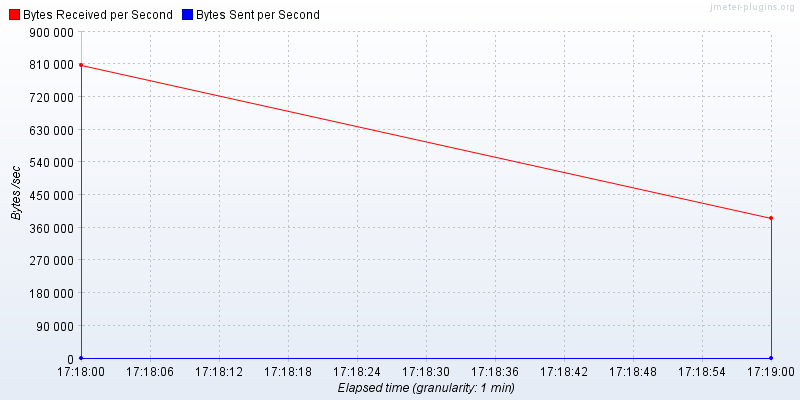 jmeter-plugins.org
Bytes Received per Second Bytes Sent per Second
900 000
810 000
720 000
630 000
540 000
450 000
360 000
270 000
180 000
90 000
0
Bytes /sec
17:18:00 17:18:06 17:18:12 17:18:18 17:18:24 17:18:30 17:18:36 17:18:42 17:18:48 17:18:54 17:19:00
Elapsed time (granularity: 1 min)